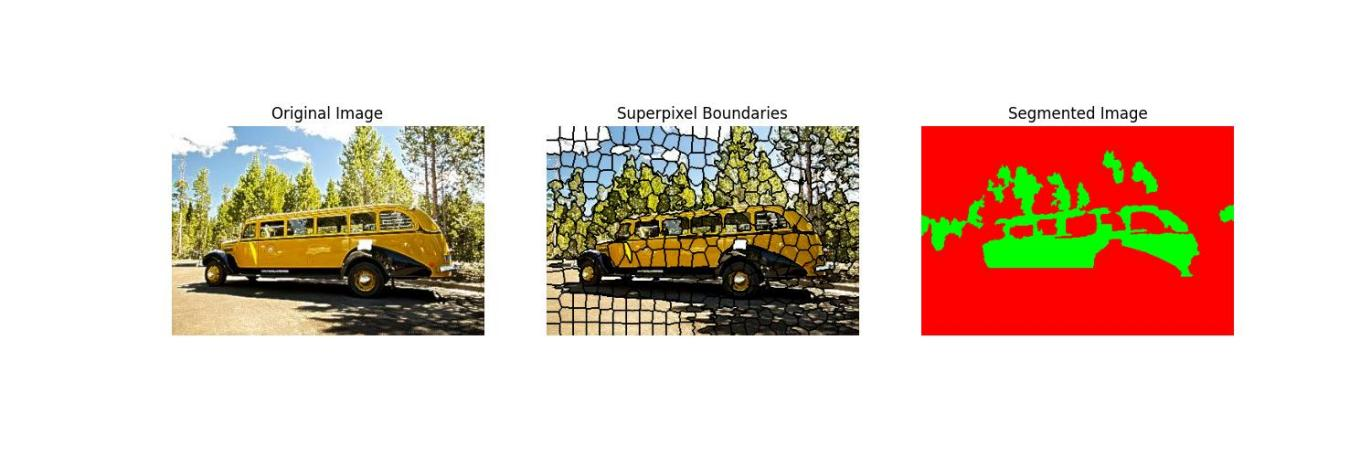 Original Image
Superpixel Boundaries
Segmented Image